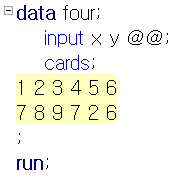 data four;
input x y @@;
cards;
1 2 3 4 5 6
7 8 9 7 2 6
;
run;